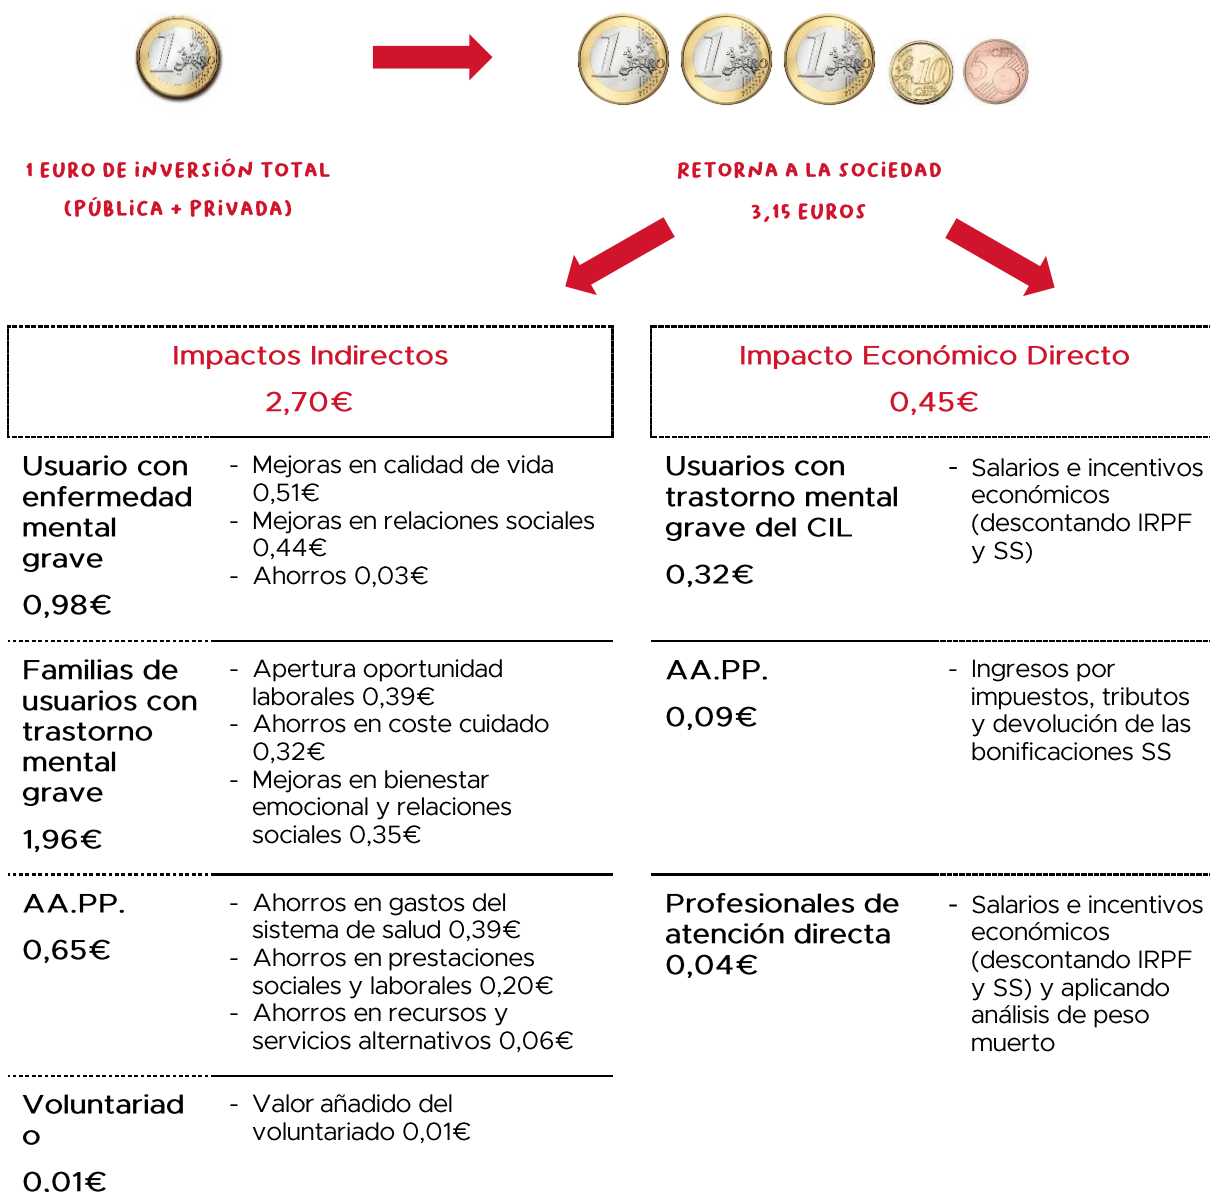 1 EURO DE INVERSIÓN TOTAL
(PÚBLICA + PRIVADA)
RETORNA A LA SOCIEDAD
3,15 EUROS
Impactos Indirectos
2,70€
Usuario con
enfermedad
mental
grave
0,98€
- Mejoras en calidad de vida
0,51€
- Mejoras en relaciones sociales
0,44€
- Ahorros 0,03€
Familias de
usuarios con
trastorno
mental
grave
1,96€
- Apertura oportunidad
laborales 0,39€
- Ahorros en coste cuidado
0,32€
- Mejoras en bienestar
emocional y relaciones
sociales 0,35€
AA.PP.
0,65€
- Ahorros en gastos del
sistema de salud 0,39€
- Ahorros en prestaciones
sociales y laborales 0,20€
- Ahorros en recursos y
servicios alternativos 0,06€
Voluntariad
o
0,01€
- Valor añadido del
voluntariado 0,01€
Impacto Económico Directo
0,45€
Usuarios con
trastorno mental
grave del CIL
0,32€
- Salarios e incentivos
económicos
(descontando IRPF
y SS)
AA.PP.
0,09€
- Ingresos por
impuestos, tributos
y devolución de las
bonificaciones SS
Profesionales de
atención directa
0,04€
- Salarios e incentivos
económicos
(descontando IRPF
y SS) y aplicando
análisis de peso
muerto